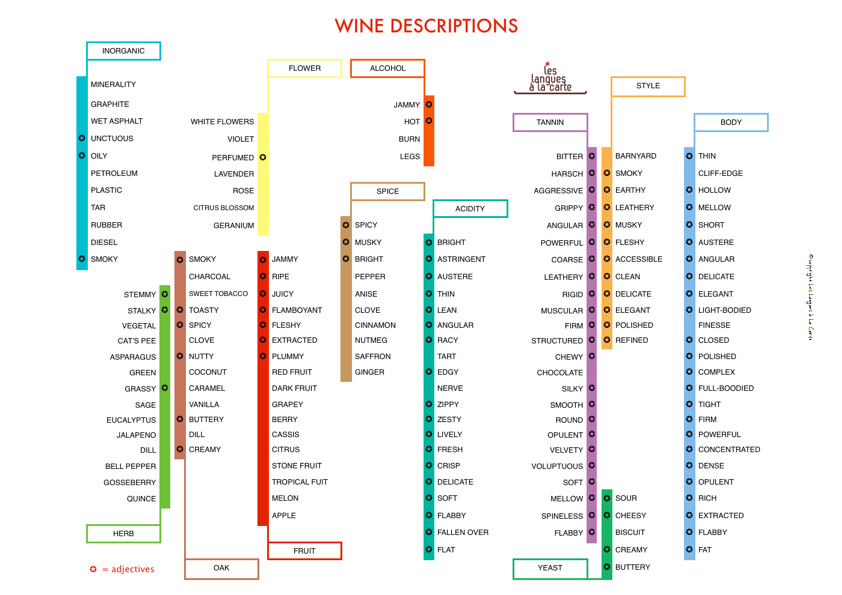 WINE DESCRIPTIONS
INORGANIC
MINERALITY
GRAPHITE
WET ASPHALT
UNCTUOUS
OILY
PETROLEUM
PLASTIC
TAR
RUBBER
DIESEL
SMOKY
FLOWER
WHITE FLOWERS
VIOLET
PERFUMED
LAVENDER
ROSE
CITRUS BLOSSOM
GERANIUM
ALCOHOL
JAMMY
HOT
BURN
LEGS
les
langues
à la carte
STYLE
BARNYARD
SMOKY
EARTHY
LEATHERY
MUSKY
FLESHY
ACCESSIBLE
CLEAN
DELICATE
ELEGANT
POLISHED
REFINED
TANNIN
BITTER
HARSCH
AGGRESSIVE
GRIPPY
ANGULAR
POWERFUL
COARSE
LEATHERY
RIGID
MUSCULAR
FIRM
STRUCTURED
CHEWY
CHOCOLATE
SILKY
SMOOTH
ROUND
OPULENT
VELVETY
VOLUPTUOUS
SOFT
MELLOW
SPINELESS
FLABBY
BODY
THIN
CLIFF-EDGE
HOLLOW
MELLOW
SHORT
AUSTERE
ANGULAR
DELICATE
ELEGANT
LIGHT-BODIED
FINESSE
CLOSED
POLISHED
COMPLEX
FULL-BOODIED
TIGHT
FIRM
POWERFUL
CONCENTRATED
DENSE
OPULENT
RICH
EXTRACTED
FLABBY
FAT
SPICE
SPICY
MUSKY
BRIGHT
PEPPER
ANISE
CLOVE
CINNAMON
NUTMEG
SAFFRON
GINGER
ACIDITY
BRIGHT
ASTRINGENT
AUSTERE
THIN
LEAN
ANGULAR
RACY
TART
EDGY
NERVE
ZIPPY
ZESTY
LIVELY
FRESH
CRISP
DELICATE
SOFT
FLABBY
FALLEN OVER
FLAT
STEMMY
STALKY
VEGETAL
CAT'S PEE
ASPARAGUS
GREEN
GRASSY
SAGE
EUCALYPTUS
JALAPENO
DILL
BELL PEPPER
GOSSEBERRY
QUINCE
HERB
SMOKY
CHARCOAL
SWEET TOBACCO
TOASTY
SPICY
CLOVE
NUTTY
COCONUT
CARAMEL
VANILLA
BUTTERY
DILL
CREAMY
OAK
JAMMY
RIPE
JUICY
FLAMBOYANT
FLESHY
EXTRACTED
PLUMMY
RED FRUIT
DARK FRUIT
GRAPEY
BERRY
CASSIS
CITRUS
STONE FRUIT
TROPICAL FUIT
MELON
APPLE
FRUIT
SOUR
CHEESY
BISCUIT
CREAMY
BUTTERY
YEAST
✪ = adjectives
©Copyright Les Langues à La Carte